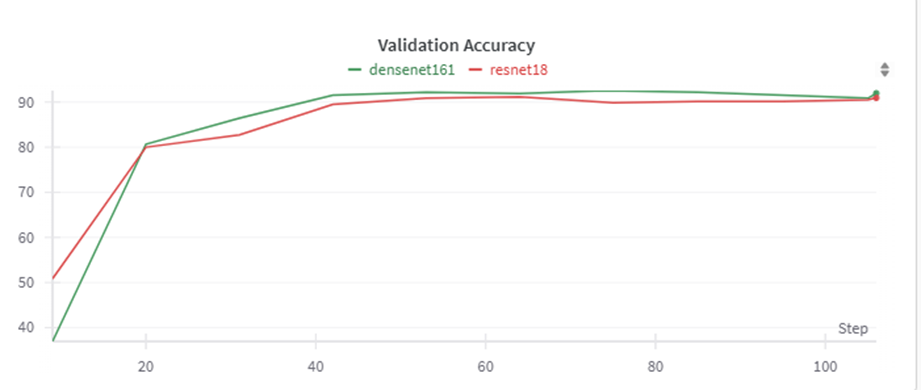 Validation Accuracy
densenet161 resnet18
90
80
70
60
50
40
Step
20 40 60 80 100